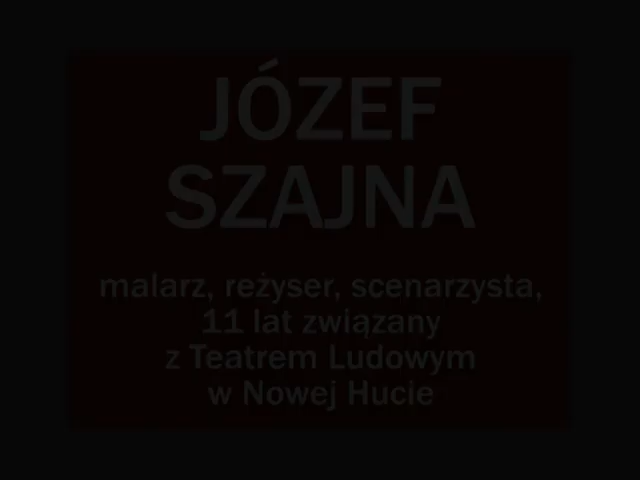 JÓZEF
SZAJNA
malarz, reżyser, scenarzysta,
11 lat związany
z Teatrem Ludowym
w Nowej Hucie